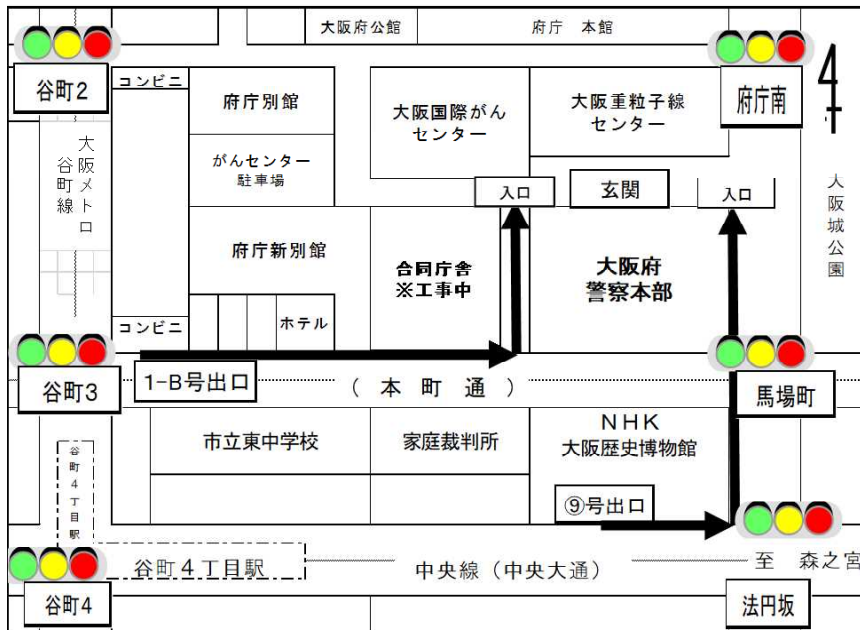 大阪府公館
府庁 本館
谷町2
コンビニ
府庁別館
大阪国際がん
センター
大阪重粒子線
センター
府庁南
大阪メトロ
谷町線
がんセンター
駐車場
入口
玄関
入口
大阪城公園
府庁新別館
合同庁舎
※工事中
大阪府
警察本部
コンビニ
ホテル
谷町3
1-B号出口
(本町通)
馬場町
市立東中学校
家庭裁判所
NHK
大阪歴史博物館
谷町4丁目駅
⑨号出口
谷町4丁目駅
中央線(中央大通)
至 森之宮
谷町4
法円坂